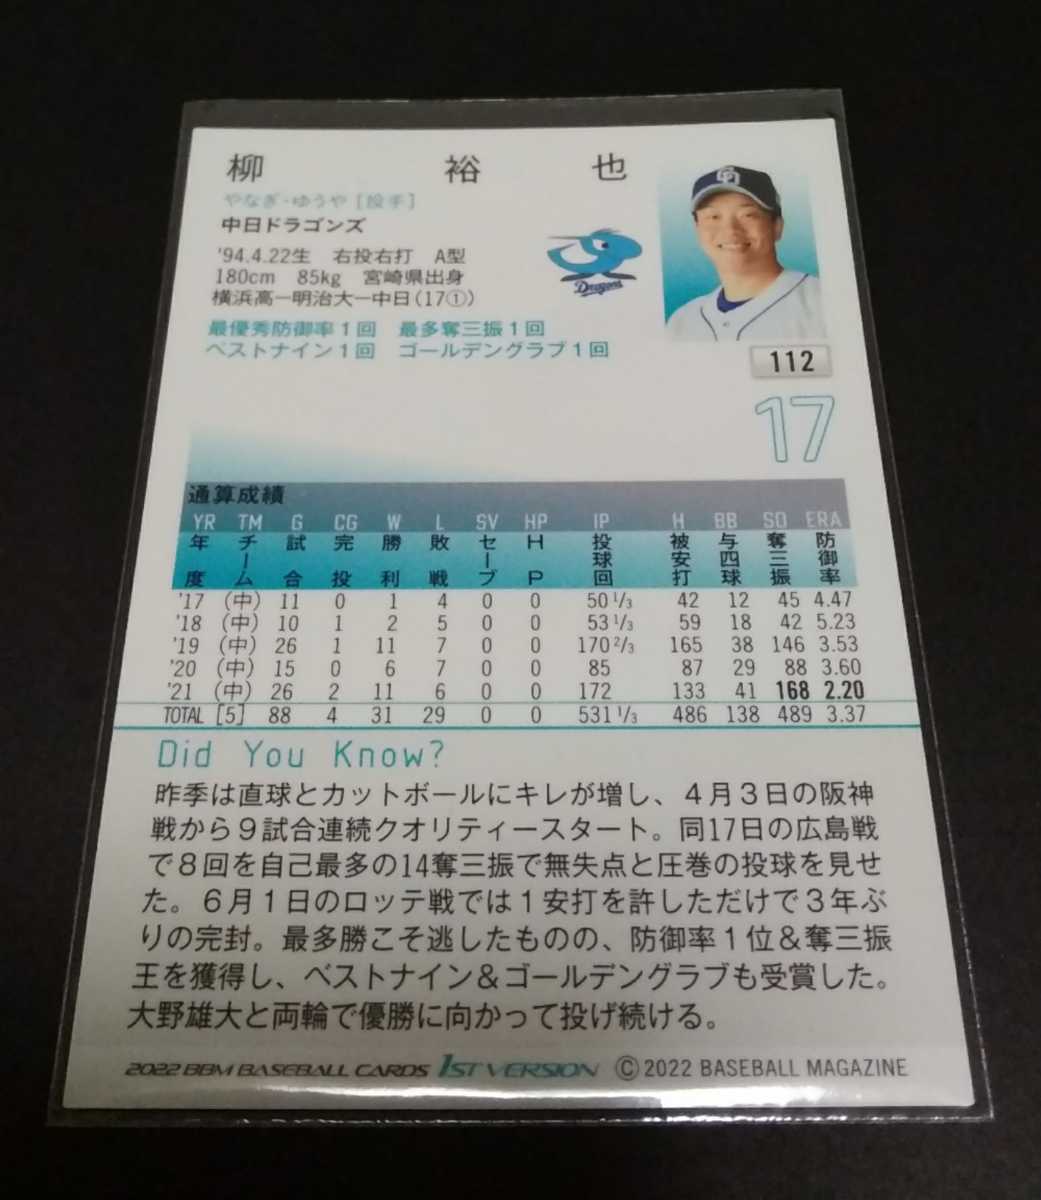 柳 裕 也
やなぎ・ゆうや［投手］
中日ドラゴンズ
'94.4.22生 右投右打 A型
180cm 85kg 宮崎県出身
横浜高ー明治大ー中日(17①)
最優秀防御率1回 最多奪三振1回
ベストナイン1回 ゴールデングラブ1回
Dragons
CD
112
17
通算成績
YR TM G CG W L SV HP IP H BB SO ERA
年度 チーム 試合 完投 勝利 敗戦 セーブ HP 投球回 被安打 与四球 奪三振 防御率
'17 (中) 11 0 1 4 0 0 50 1/3 42 12 45 4.47
'18 (中) 10 1 2 5 0 0 53 1/3 59 18 42 5.23
'19 (中) 26 1 11 7 0 0 170 2/3 165 38 146 3.53
'20 (中) 15 0 6 7 0 0 85 87 29 88 3.60
'21 (中) 26 2 11 6 0 0 172 133 41 168 2.20
TOTAL [5] 88 4 31 29 0 0 531 1/3 486 138 489 3.37
Did You Know?
昨季は直球とカットボールにキレが増し、４月３日の阪神
戦から９試合連続クオリティースタート。同17日の広島戦
で８回を自己最多の14奪三振で無失点と圧巻の投球を見せ
た。６月１日のロッテ戦では１安打を許しただけで３年ぶ
りの完封。最多勝こそ逃したものの、防御率１位＆奪三振
王を獲得し、ベストナイン＆ゴールデングラブも受賞した。
大野雄大と両輪で優勝に向かって投げ続ける。
2022 BBM BASEBALL CARDS 1ST VERSION Ⓒ2022 BASEBALL MAGAZINE